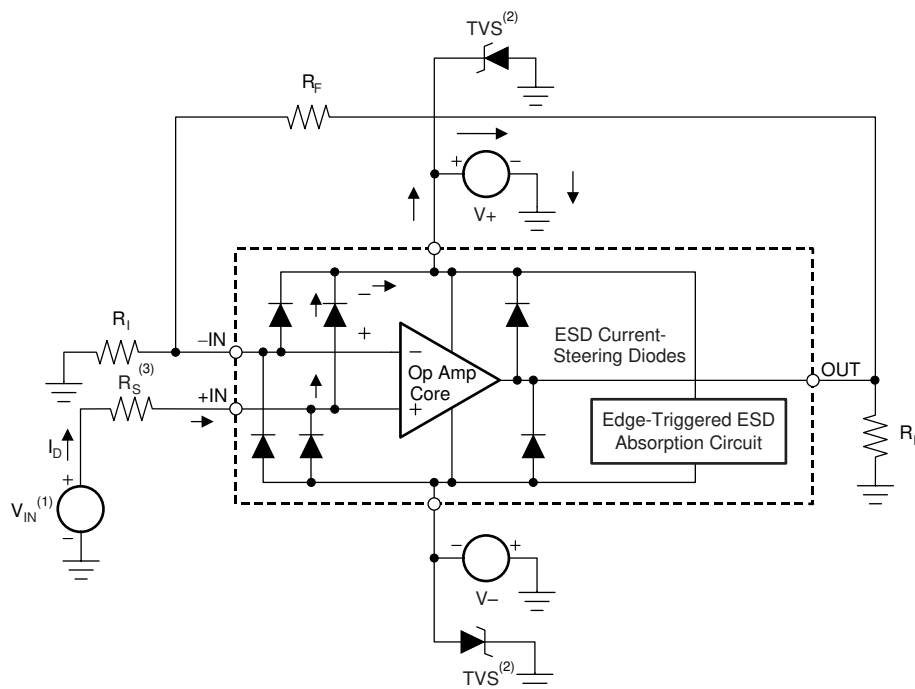 TVS(2)
RF
+ −
V+
RI
−IN
−
+
RS(3)
+IN
ID
+
VIN(1)
−
−
Op Amp
Core
+
ESD Current-
Steering Diodes
OUT
Edge-Triggered ESD
Absorption Circuit
− +
V−
TVS(2)